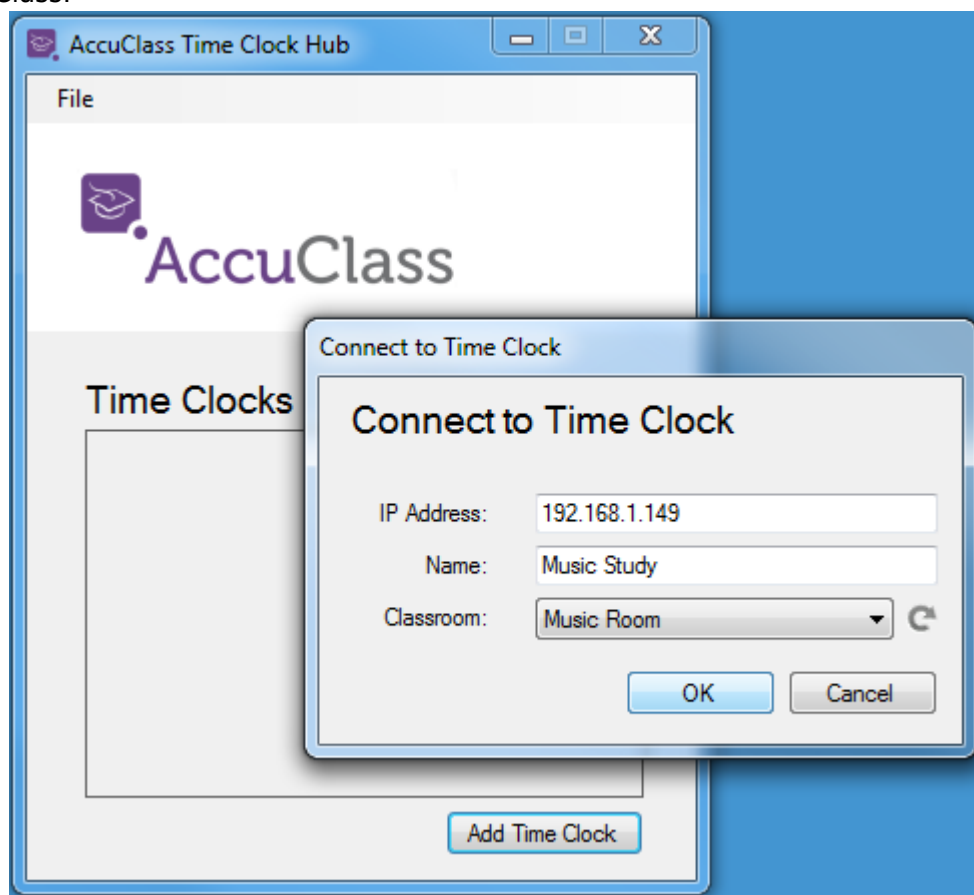 Class.
AccuClass Time Clock Hub
File
AccuClass
Time Clocks
Connect to Time Clock
Connect to Time Clock
IP Address: 192.168.1.149
Name: Music Study
Classroom: Music Room
OK Cancel
Add Time Clock